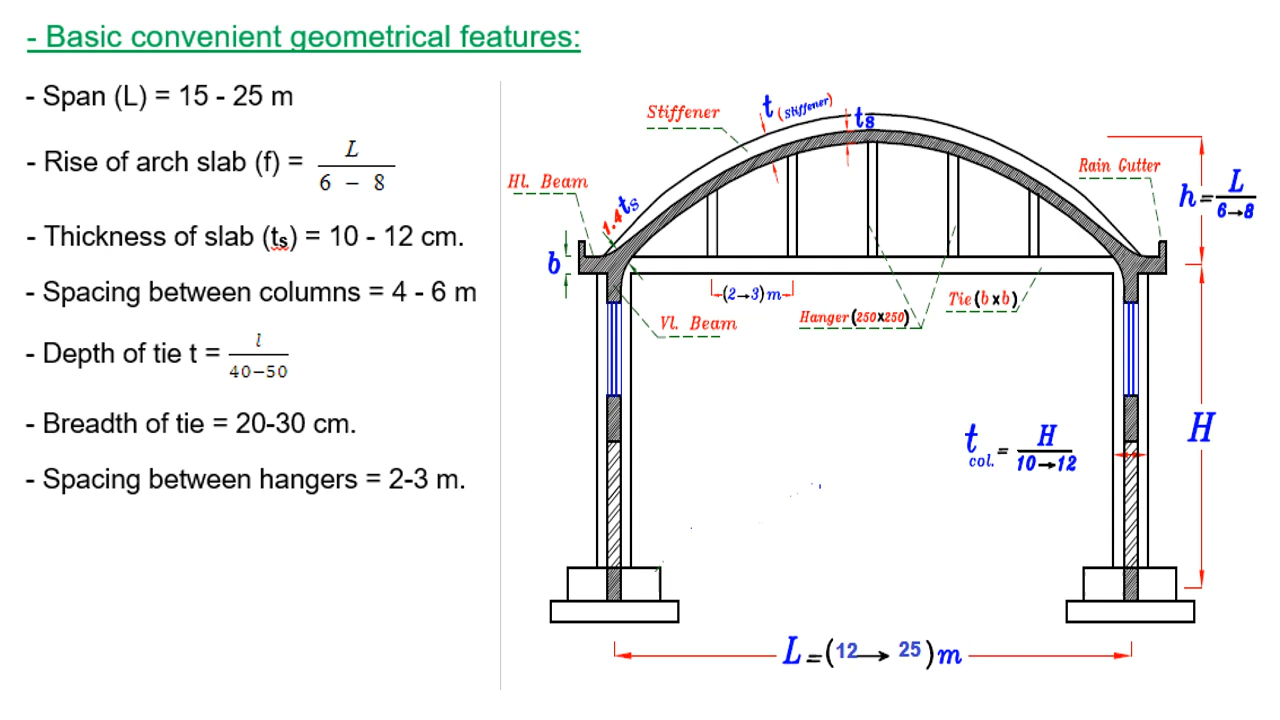 - Basic convenient geometrical features:
- Span (L) = 15 - 25 m
- Rise of arch slab (f) = L / 6 - 8
- Thickness of slab (ts) = 10 - 12 cm.
- Spacing between columns = 4 - 6 m
- Depth of tie t = l / 40-50
- Breadth of tie = 20-30 cm.
- Spacing between hangers = 2-3 m.
Stiffener
t (stiffener)
ts
Rain Gutter
Hl. Beam
1.4 ts
h = L / 6→8
b
(2→3)m
Hanger(250x250)
Tie(bxb)
Vl. Beam
t col. = H / 10→12
H
L=(12→ 25)m